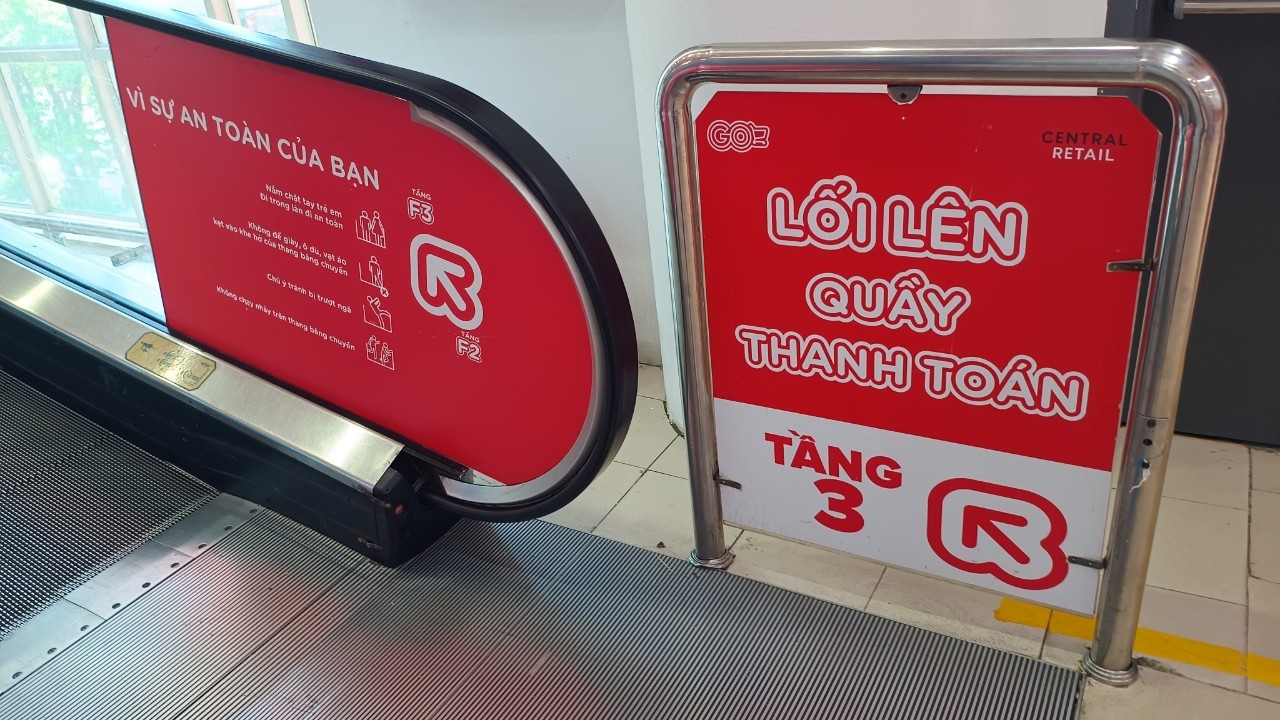 VÌ SỰ AN TOÀN CỦA BẠN
Nắm chặt tay trẻ em
Đi trong làn đi an toàn
Không để giày, ô dù, vạt áo
kẹt vào khe hở của thang băng chuyền
Chú ý tránh bị trượt ngã
Không chạy nhảy trên thang băng chuyền
TẦNG
F3
TẦNG
F2
GO!
CENTRAL
RETAIL
LỐI LÊN
QUẦY
THANH TOÁN
TẦNG
3